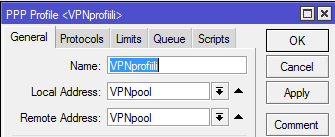 PPP Profile <VPNprofiili>
General Protocols Limits Queue Scripts
OK
Name: VPNprofiili
Cancel
Local Address: VPNpool
Apply
Remote Address: VPNpool
Comment